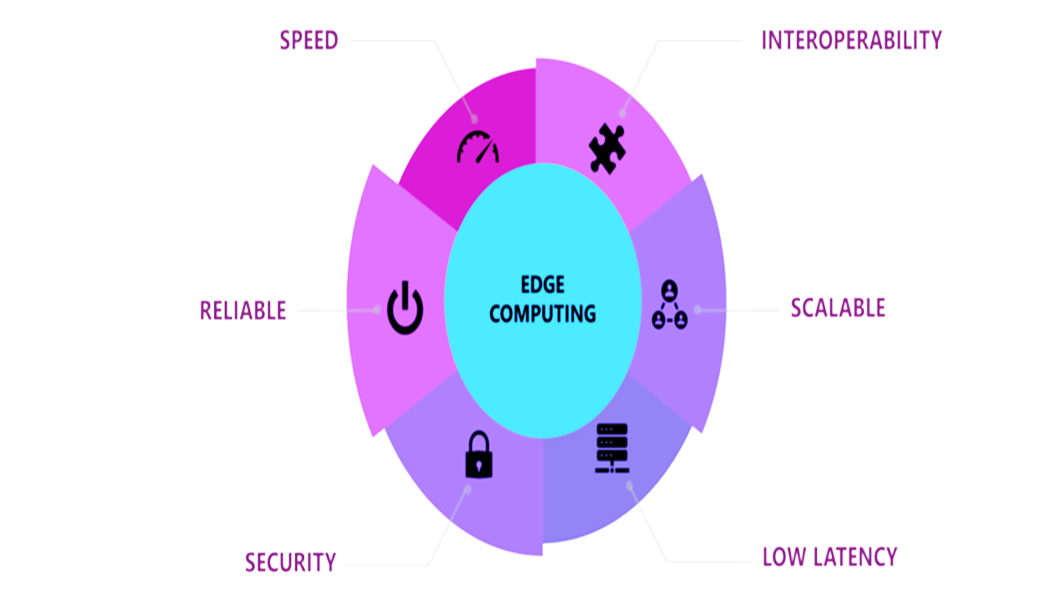 SPEED
INTEROPERABILITY
EDGE
COMPUTING
RELIABLE
SCALABLE
SECURITY
LOW LATENCY